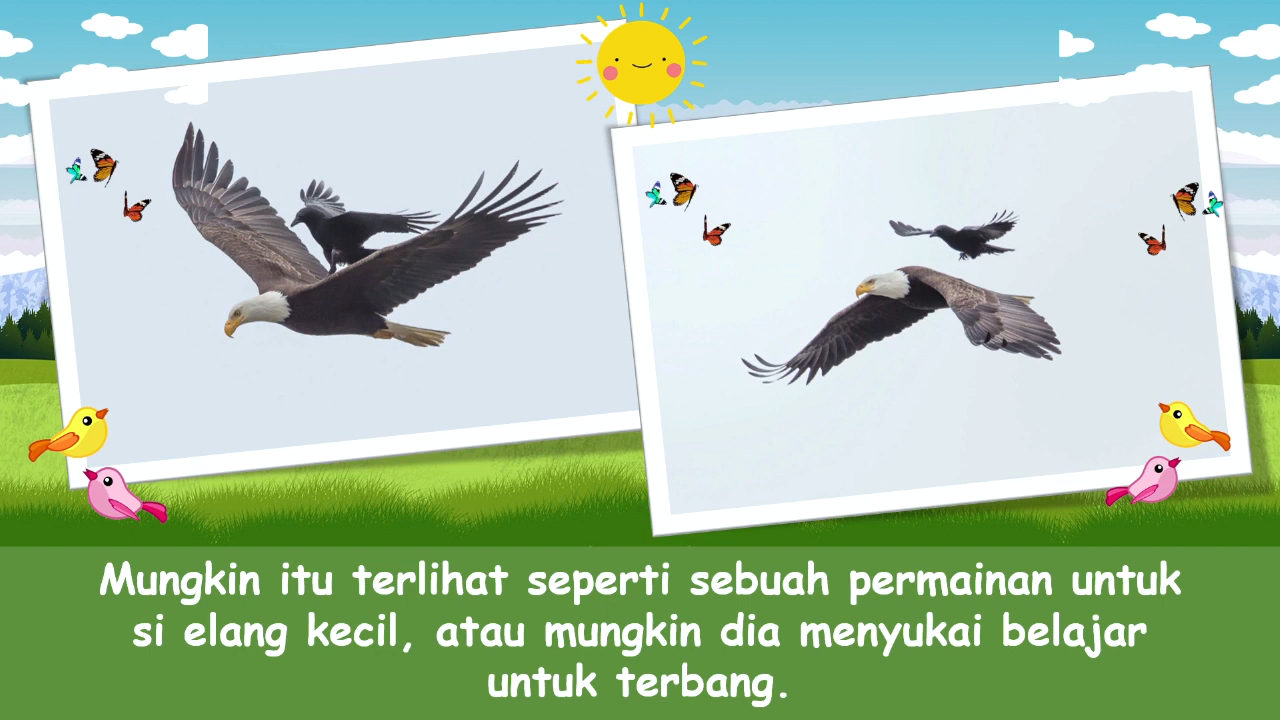 Mungkin itu terlihat seperti sebuah permainan untuk
si elang kecil, atau mungkin dia menyukai belajar
untuk terbang.